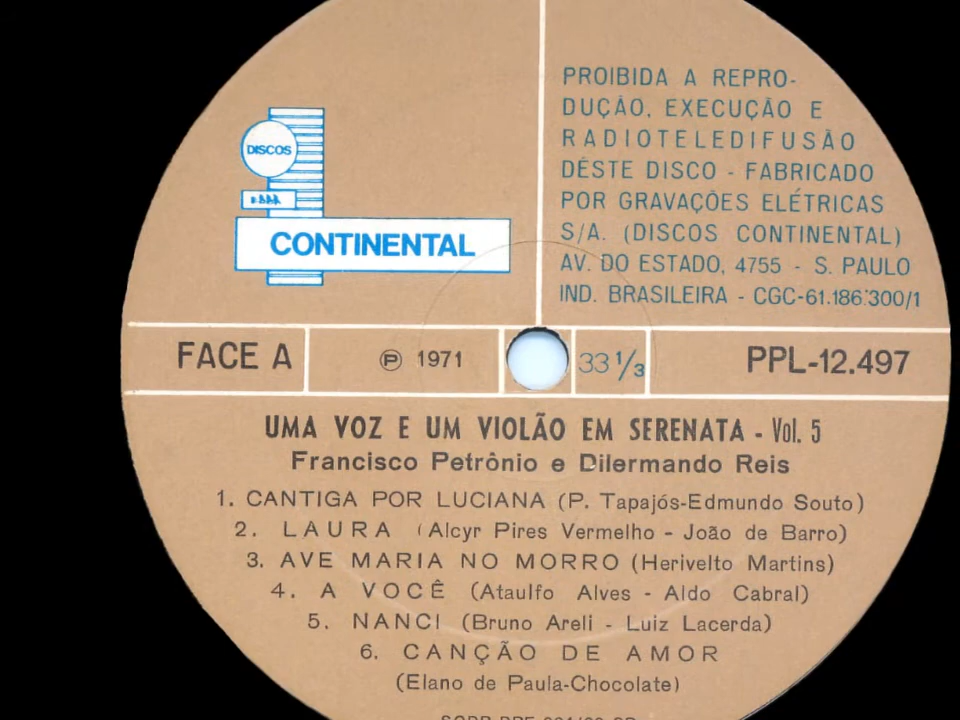 DISCOS
CONTINENTAL
PROIBIDA A REPRO-
DUÇÃO, EXECUÇÃO E
RADIOTELEDIFUSÃO
DÊSTE DISCO - FABRICADO
POR GRAVAÇÕES ELÉTRICAS
S/A. (DISCOS CONTINENTAL)
AV. DO ESTADO, 4755 - S. PAULO
IND. BRASILEIRA - CGC-61.186.300/1
FACE A
℗ 1971
33 1/3
PPL-12.497
UMA VOZ E UM VIOLÃO EM SERENATA - Vol. 5
Francisco Petrônio e Dilermando Reis
1. CANTIGA POR LUCIANA (P. Tapajós-Edmundo Souto)
2. LAURA (Alcyr Pires Vermelho - João de Barro)
3. AVE MARIA NO MORRO (Herivelto Martins)
4. A VOCÊ (Ataulfo Alves - Aldo Cabral)
5. NANCI (Bruno Areli - Luiz Lacerda)
6. CANÇÃO DE AMOR
(Elano de Paula-Chocolate)